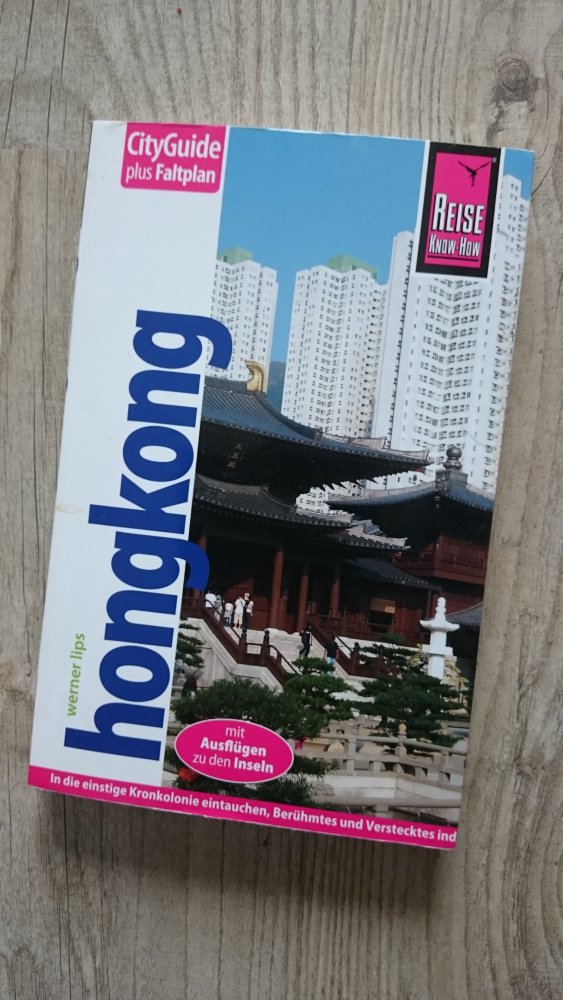 CityGuide
plus Faltplan
REISE
KNOW-HOW
hongkong
werner lips
mit
Ausflügen
zu den Inseln
In die einstige Kronkolonie eintauchen, Berühmtes und Verstecktes ind